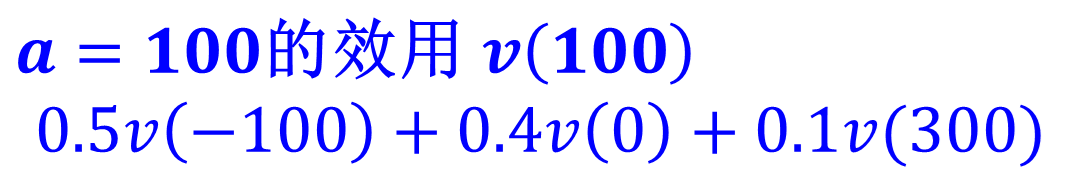 a = 100的效用 v(100)
0.5v(−100) + 0.4v(0) + 0.1v(300)